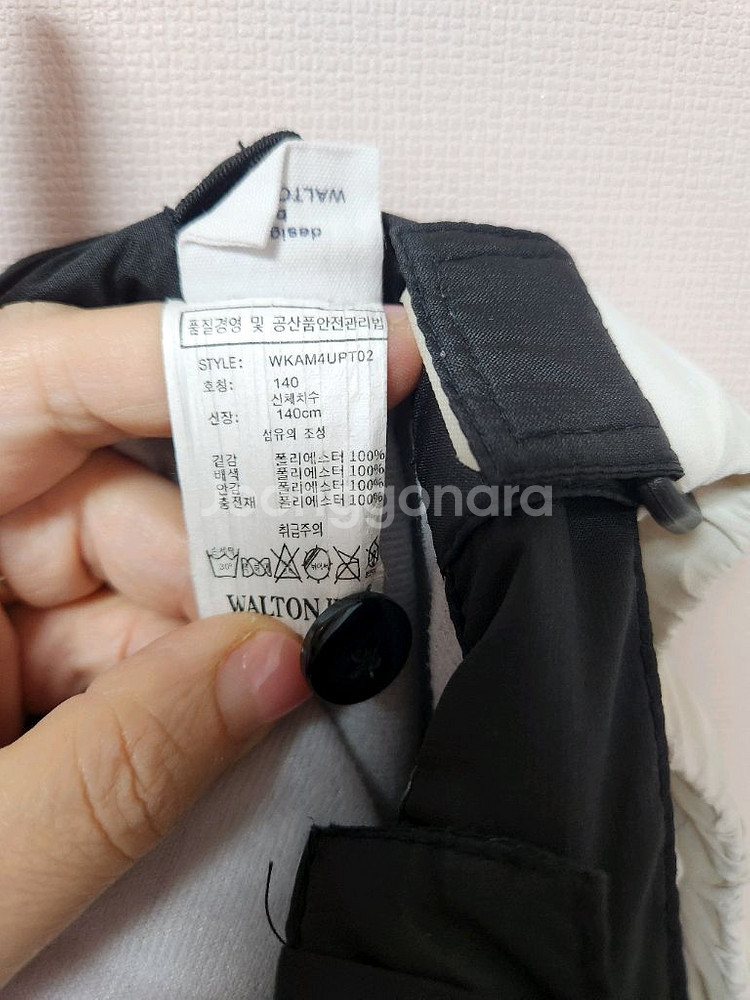 WALTO
desig
품질경영 및 공산품안전관리법
STYLE: WKAM4UPT02
호칭: 140
신체치수
신장: 140cm
섬유의 조성
겉감 폴리에스터 100%
배색 폴리에스터 100%
안감 폴리에스터 100%
충전재 폴리에스터 100%
취급주의
30°
WALTON